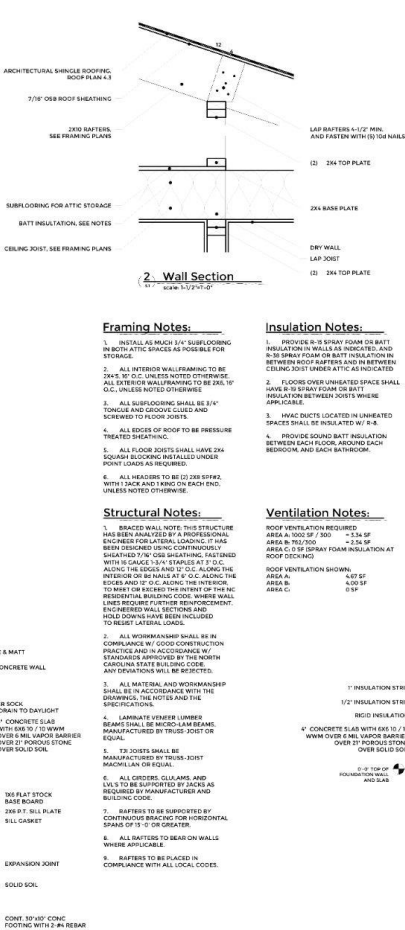 12
4
ARCHITECTURAL SHINGLE ROOFING,
ROOF PLAN 4.3
7/16" OSB ROOF SHEATHING
2X10 RAFTERS,
SEE FRAMING PLANS
LAP RAFTERS 4-1/2" MIN.
AND FASTEN WITH (5) 10d NAILS
(2) 2X4 TOP PLATE
SUBFLOORING FOR ATTIC STORAGE
BATT INSULTATION, SEE NOTES
CEILING JOIST, SEE FRAMING PLANS
2X4 BASE PLATE
DRY WALL
LAP JOIST
(2) 2X4 TOP PLATE
2 Wall Section
scale: 1-1/2"=1'-0"
Framing Notes:
1. INSTALL AS MUCH 3/4" SUBFLOORING
IN BOTH ATTIC SPACES AS POSSIBLE FOR
STORAGE.
2. ALL INTERIOR WALLFRAMING TO BE
2X4'S, 16" O.C. UNLESS NOTED OTHERWISE.
ALL EXTERIOR WALLFRAMING TO BE 2X6, 16"
O.C., UNLESS NOTED OTHERWISE
3. ALL SUBFLOORING SHALL BE 3/4"
TONGUE AND GROOVE GLUED AND
SCREWED TO FLOOR JOISTS.
4. ALL EDGES OF ROOF TO BE PRESSURE
TREATED SHEATHING.
5. ALL FLOOR JOISTS SHALL HAVE 2X4
SQUASH BLOCKING INSTALLED UNDER
POINT LOADS AS REQUIRED.
6. ALL HEADERS TO BE (2) 2X8 SPF#2,
WITH 1 JACK AND 1 KING ON EACH END,
UNLESS NOTED OTHERWISE.
Insulation Notes:
1. PROVIDE R-15 SPRAY FOAM OR BATT
INSULATION IN WALLS AS INDICATED, AND
R-38 SPRAY FOAM OR BATT INSULATION IN
BETWEEN ROOF RAFTERS AND IN BETWEEN
CEILING JOIST UNDER ATTIC AS INDICATED
2. FLOORS OVER UNHEATED SPACE SHALL
HAVE R-19 SPRAY FOAM OR BATT
INSULATION BETWEEN JOISTS WHERE
APPLICABLE.
3. HVAC DUCTS LOCATED IN UNHEATED
SPACES SHALL BE INSULATED W/ R-8.
4. PROVIDE SOUND BATT INSULATION
BETWEEN EACH FLOOR, AROUND EACH
BEDROOM, AND EACH BATHROOM.
Structural Notes:
1. BRACED WALL NOTE: THIS STRUCTURE
HAS BEEN ANALYZED BY A PROFESSIONAL
ENGINEER FOR LATERAL LOADING. IT HAS
BEEN DESIGNED USING CONTINUOUSLY
SHEATHED 7/16" OSB SHEATHING, FASTENED
WITH 16 GAUGE 1-3/4" STAPLES AT 3" O.C.
ALONG THE EDGES AND 12" O.C. ALONG THE
INTERIOR OR 8d NAILS AT 6" O.C. ALONG THE
EDGES AND 12" O.C. ALONG THE INTERIOR,
TO MEET OR EXCEED THE INTENT OF THE NC
RESIDENTIAL BUILDING CODE. WHERE WALL
LINES REQUIRE FURTHER REINFORCEMENT,
ENGINEERED WALL SECTIONS AND
HOLD DOWNS HAVE BEEN INCLUDED
TO RESIST LATERAL LOADS.
2. ALL WORKMANSHIP SHALL BE IN
COMPLIANCE W/ GOOD CONSTRUCTION
PRACTICE AND IN ACCORDANCE W/
STANDARDS APPROVED BY THE NORTH
CAROLINA STATE BUILDING CODE.
ANY DEVIATIONS WILL BE REJECTED.
3. ALL MATERIAL AND WORKMANSHIP
SHALL BE IN ACCORDANCE WITH THE
DRAWINGS, THE NOTES AND THE
SPECIFICATIONS.
4. LAMINATE VENEER LUMBER
BEAMS SHALL BE MICRO-LAM BEAMS,
MANUFACTURED BY TRUSS-JOIST OR
EQUAL.
5. TJI JOISTS SHALL BE
MANUFACTURED BY TRUSS-JOIST
MACMILLAN OR EQUAL.
6. ALL GIRDERS, GLULAMS, AND
LVL'S TO BE SUPPORTED BY JACKS AS
REQUIRED BY MANUFACTURER AND
BUILDING CODE.
7. RAFTERS TO BE SUPPORTED BY
CONTINUOUS BRACING FOR HORIZONTAL
SPANS OF 15'-0" OR GREATER.
8. ALL RAFTERS TO BEAR ON WALLS
WHERE APPLICABLE.
9. RAFTERS TO BE PLACED IN
COMPLIANCE WITH ALL LOCAL CODES.
Ventilation Notes:
ROOF VENTILATION REQUIRED
AREA A: 1002 SF / 300 = 3.34 SF
AREA B: 762/300 = 2.54 SF
AREA C: 0 SF (SPRAY FOAM INSULATION AT
ROOF DECKING)
ROOF VENTILATION SHOWN:
AREA A: 4.67 SF
AREA B: 4.00 SF
AREA C: 0 SF
E & MATT
ONCRETE WALL
ER SOCK
DRAIN TO DAYLIGHT
" CONCRETE SLAB
WITH 6X6 10 / 10 WWM
OVER 6 MIL VAPOR BARRIER
OVER 2" POROUS STONE
OVER SOLID SOIL
1X6 FLAT STOCK
BASE BOARD
2X6 P.T. SILL PLATE
SILL GASKET
EXPANSION JOINT
SOLID SOIL
CONT. 30"x10" CONC
FOOTING WITH 2-#4 REBAR
1" INSULATION STRI
1/2" INSULATION STRI
RIGID INSULATIO
4" CONCRETE SLAB WITH 6X6 10 / 1
WWM OVER 6 MIL VAPOR BARRIER
OVER 2" POROUS STON
OVER SOLID SO
0'-0" TOP OF
FOUNDATION WALL
AND SLAB